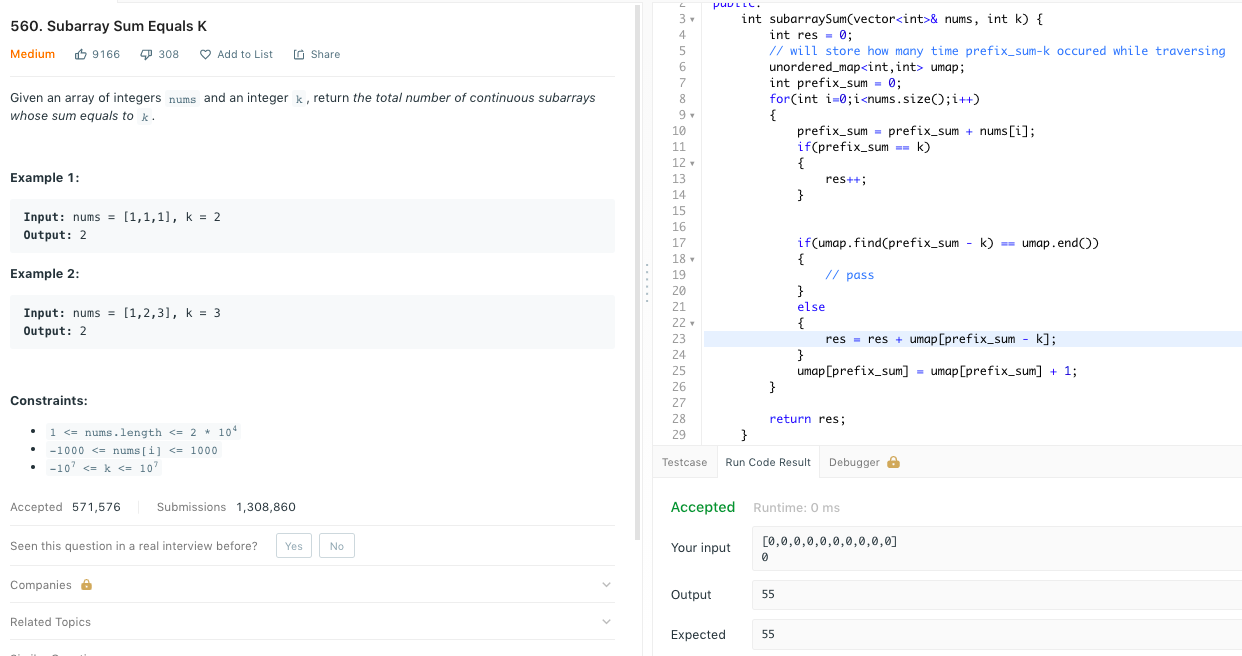 560. Subarray Sum Equals K
Medium 9166 308 Add to List Share
Given an array of integers nums and an integer k, return the total number of continuous subarrays
whose sum equals to k.
Example 1:
Input: nums = [1,1,1], k = 2
Output: 2
Example 2:
Input: nums = [1,2,3], k = 3
Output: 2
Constraints:
1 <= nums.length <= 2 * 10⁴
-1000 <= nums[i] <= 1000
-10⁷ <= k <= 10⁷
Accepted 571,576 Submissions 1,308,860
Seen this question in a real interview before? Yes No
Companies
Related Topics
2 public:
3 int subarraySum(vector<int>& nums, int k) {
4 int res = 0;
5 // will store how many time prefix_sum-k occured while traversing
6 unordered_map<int,int> umap;
7 int prefix_sum = 0;
8 for(int i=0;i<nums.size();i++)
9 {
10 prefix_sum = prefix_sum + nums[i];
11 if(prefix_sum == k)
12 {
13 res++;
14 }
15
16
17 if(umap.find(prefix_sum - k) == umap.end())
18 {
19 // pass
20 }
21 else
22 {
23 res = res + umap[prefix_sum - k];
24 }
25 umap[prefix_sum] = umap[prefix_sum] + 1;
26 }
27
28 return res;
29 }
Testcase Run Code Result Debugger
Accepted Runtime: 0 ms
Your input [0,0,0,0,0,0,0,0,0,0]
0
Output 55
Expected 55